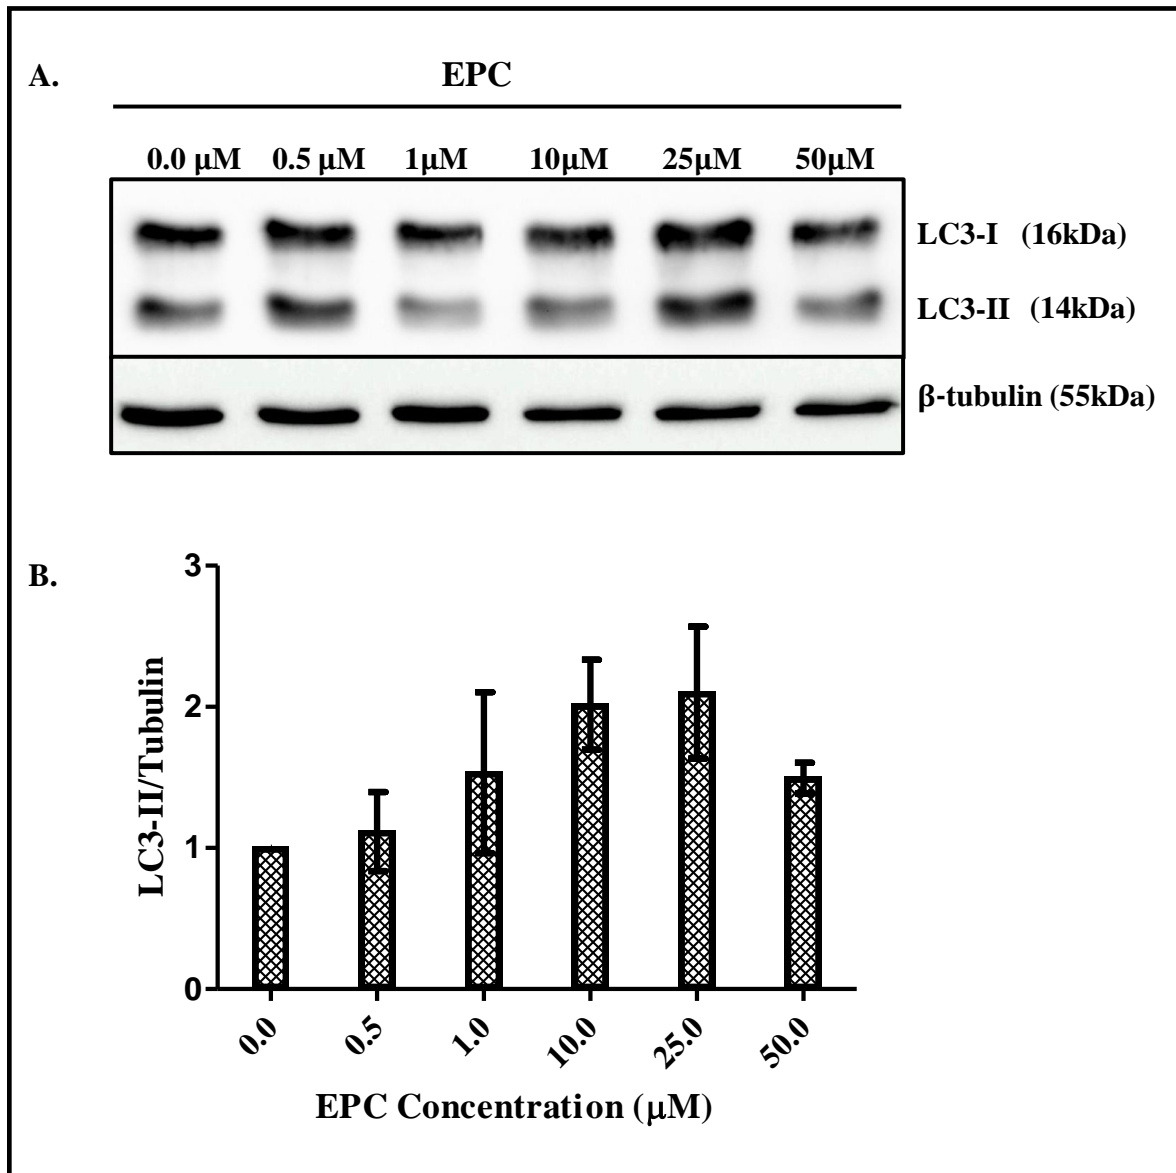 A.
EPC
0.0 μM 0.5 μM 1μM 10μM 25μM 50μM
LC3-I (16kDa)
LC3-II (14kDa)
β-tubulin (55kDa)
B.
3
2
1
0
LC3-II/Tubulin
0.0 0.5 1.0 10.0 25.0 50.0
EPC Concentration (μM)